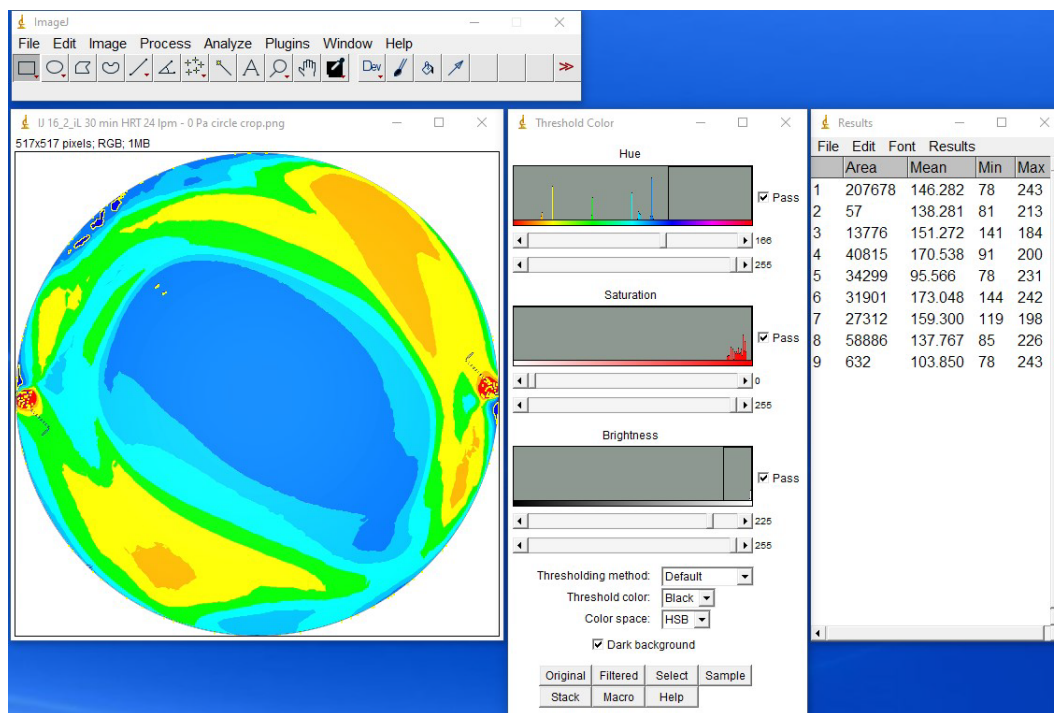 ImageJ
File Edit Image Process Analyze Plugins Window Help
Dev
IJ 16_2_iL 30 min HRT 24 lpm - 0 Pa circle crop.png
517x517 pixels; RGB; 1MB
Threshold Color
Hue
Pass
166
255
Saturation
Pass
0
255
Brightness
Pass
225
255
Thresholding method: Default
Threshold color: Black
Color space: HSB
Dark background
Original Filtered Select Sample
Stack Macro Help
Results
File Edit Font Results
Area Mean Min Max
1 207678 146.282 78 243
2 57 138.281 81 213
3 13776 151.272 141 184
4 40815 170.538 91 200
5 34299 95.566 78 231
6 31901 173.048 144 242
7 27312 159.300 119 198
8 58886 137.767 85 226
9 632 103.850 78 243